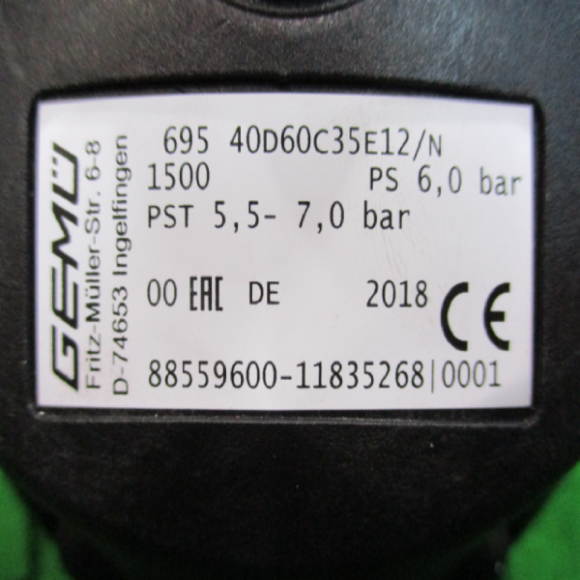 GEMÜ
Fritz-Müller-Str. 6-8
D-74653 Ingelfingen
695 40D60C35E12/N
1500 PS 6,0 bar
PST 5,5- 7,0 bar
00 EAC DE 2018 CE
88559600-11835268|0001